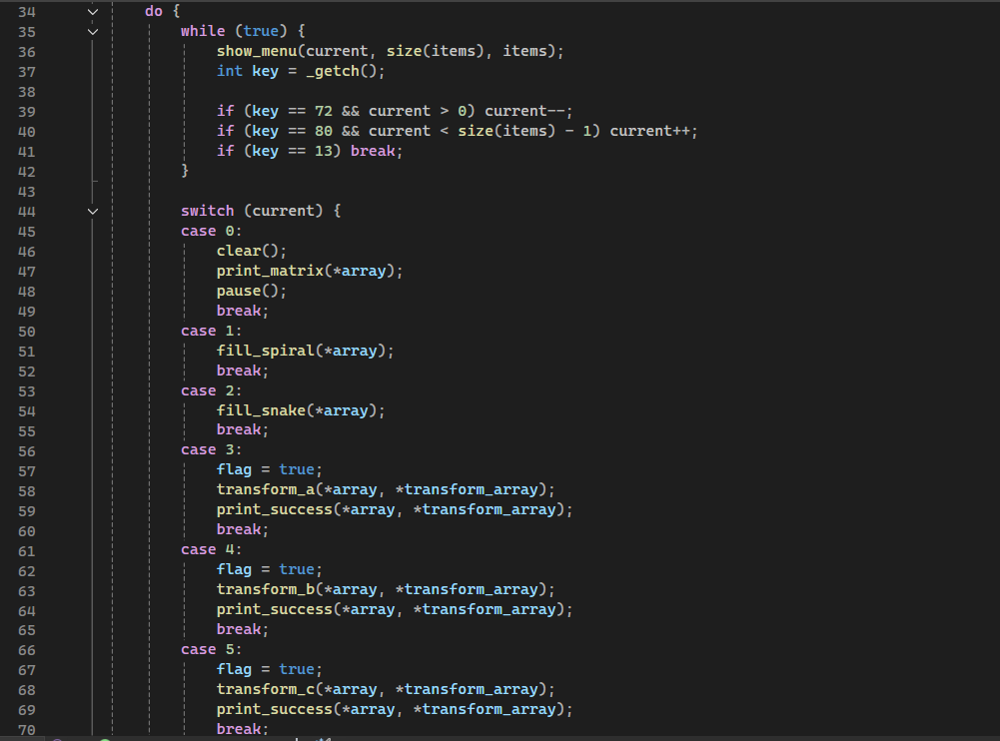 34 do {
35 while (true) {
36 show_menu(current, size(items), items);
37 int key = _getch();
38
39 if (key == 72 && current > 0) current--;
40 if (key == 80 && current < size(items) - 1) current++;
41 if (key == 13) break;
42 }
43
44 switch (current) {
45 case 0:
46 clear();
47 print_matrix(*array);
48 pause();
49 break;
50 case 1:
51 fill_spiral(*array);
52 break;
53 case 2:
54 fill_snake(*array);
55 break;
56 case 3:
57 flag = true;
58 transform_a(*array, *transform_array);
59 print_success(*array, *transform_array);
60 break;
61 case 4:
62 flag = true;
63 transform_b(*array, *transform_array);
64 print_success(*array, *transform_array);
65 break;
66 case 5:
67 flag = true;
68 transform_c(*array, *transform_array);
69 print_success(*array, *transform_array);
70 break;